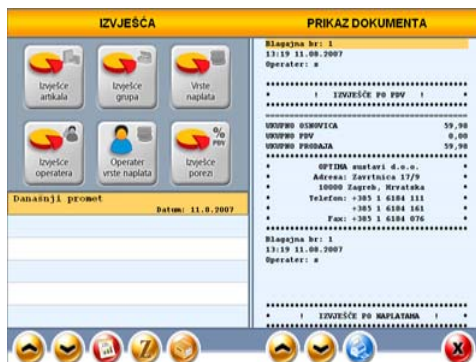 IZVJEŠĆA
Izvješće artikala
Izvješće grupa
Vrste naplata
Izvješće operatera
Operater vrste naplata
%
PDV
Izvješće porezi
Današnji promet
Datum: 11.8.2007
Z
PRIKAZ DOKUMENTA
Blagajna br: 1
13:19 11.08.2007
Operater: s
* ! IZVJEŠĆE PO PDV ! *
UKUPNO OSNOVICA 59,98
UKUPNO PDV 0,00
UKUPNO PRODAJA 59,98
* OPTIMA sustavi d.o.o. *
* Adresa: Zavrtnica 17/9 *
* 10000 Zagreb, Hrvatska *
* Telefon: +385 1 6184 111 *
* +385 1 6184 161 *
* Fax: +385 1 6184 076 *
Blagajna br: 1
13:19 11.08.2007
Operater: s
* ! IZVJEŠĆE PO NAPLATAMA ! *
X